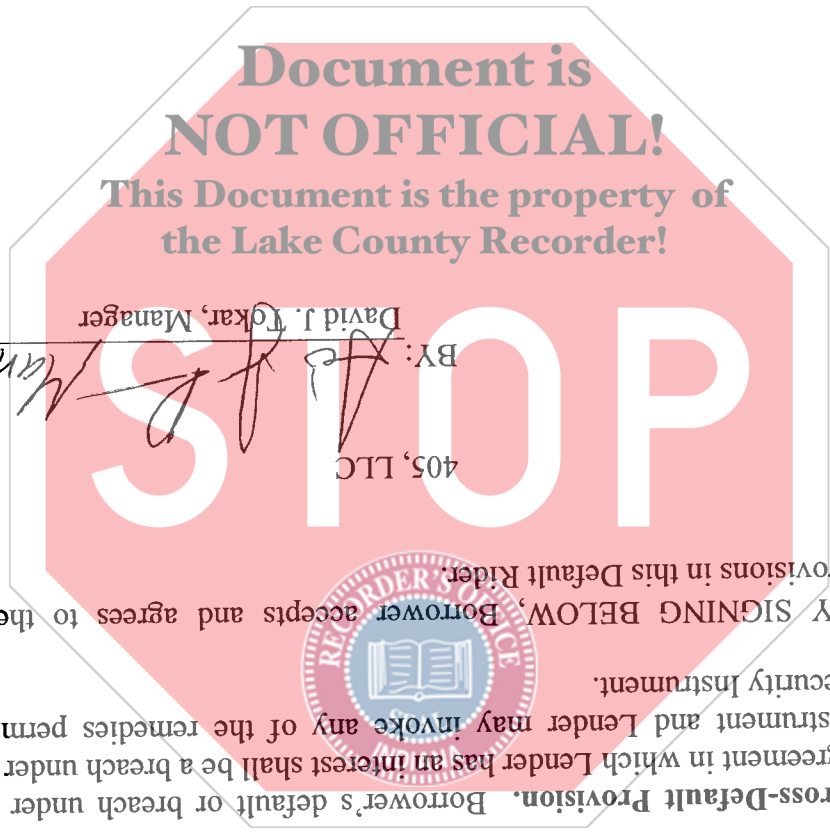 Document is
NOT OFFICIAL!
This Document is the property of
the Lake County Recorder!
STOP
RECORDER'S OFFICE
SEAL
INDIANA
ross-Default Provision. Borrower's default or breach under
greement in which Lender has an interest shall be a breach under
strument and Lender may invoke any of the remedies perm
ecurity Instrument.
Y SIGNING BELOW, Borrower accepts and agrees to the
rovisions in this Default Rider.
405, LLC
BY:
David J. Tokar, Manager